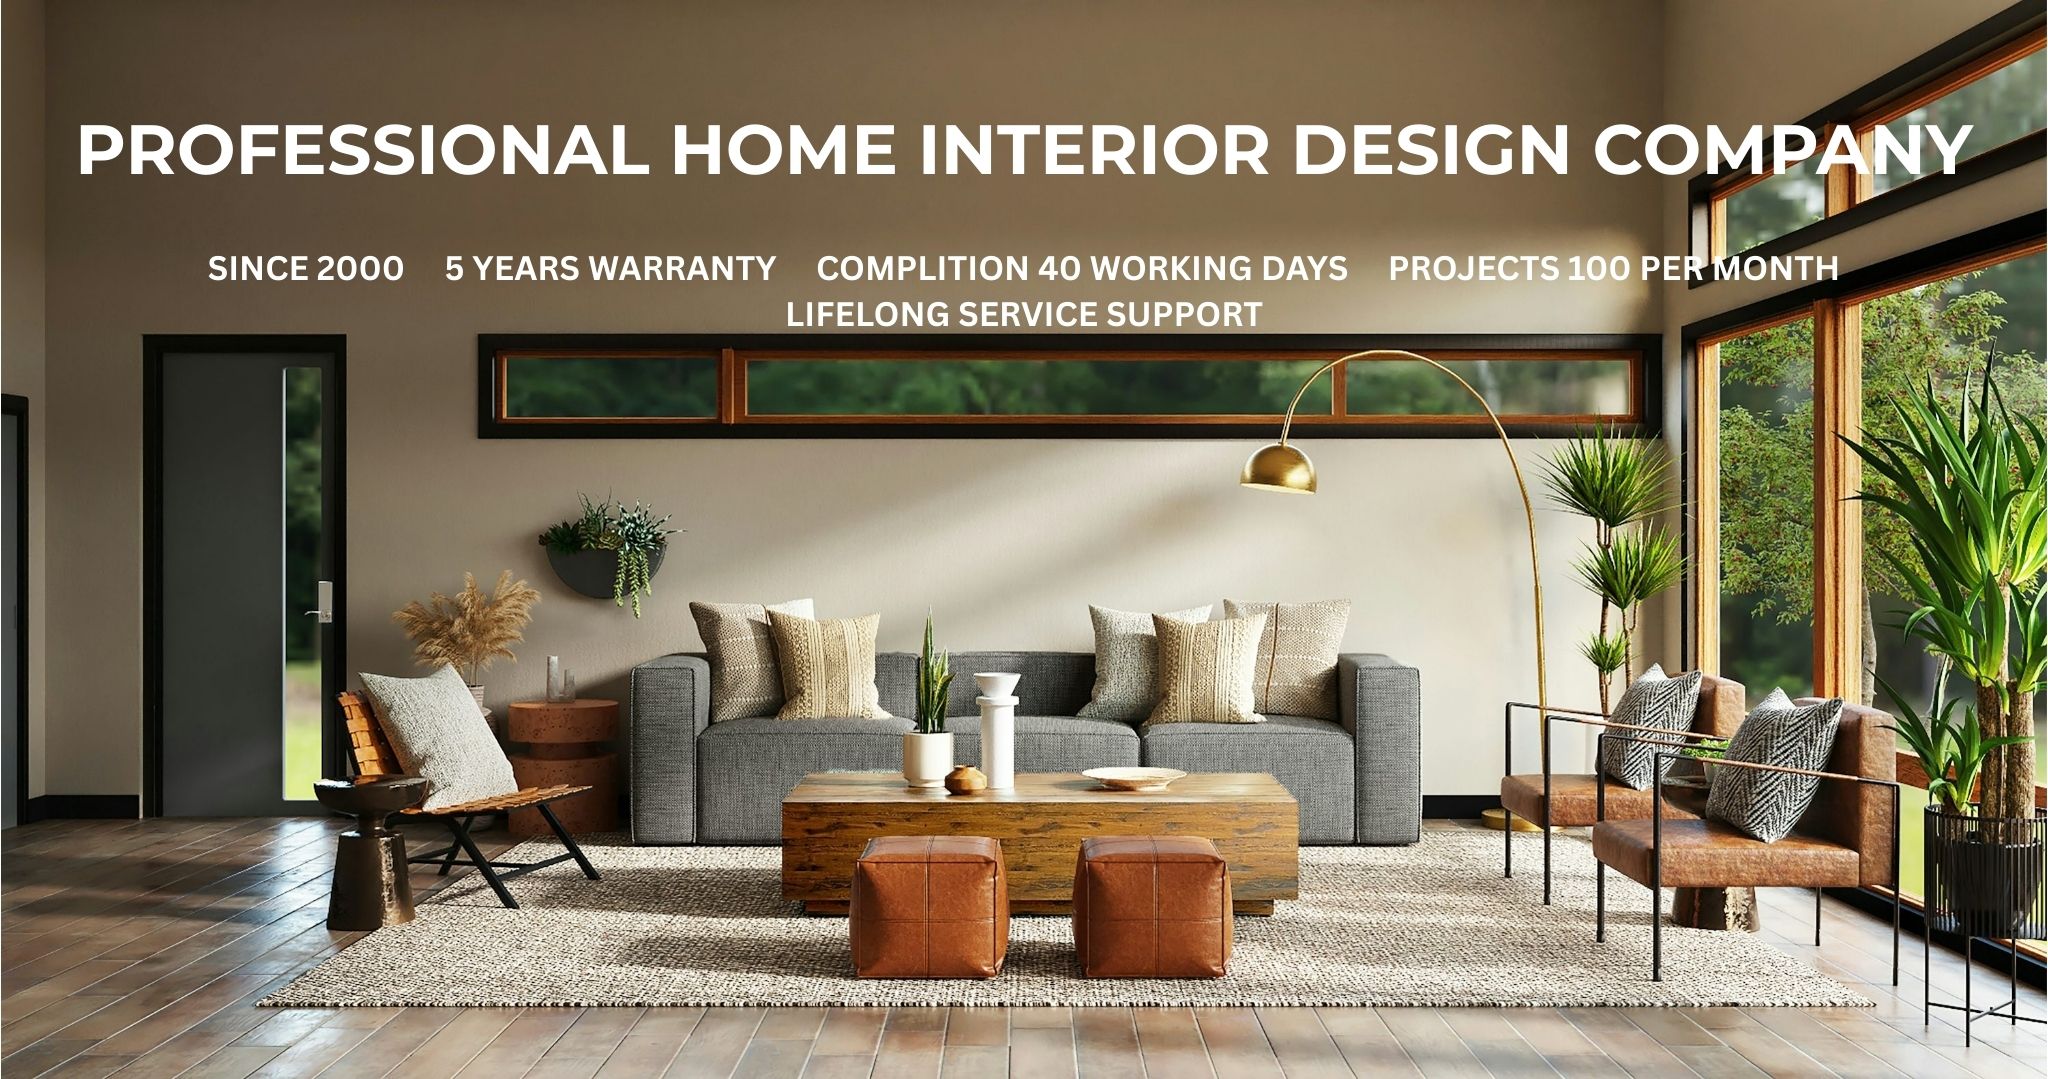 PROFESSIONAL HOME INTERIOR DESIGN COMPANY
SINCE 2000 5 YEARS WARRANTY COMPLITION 40 WORKING DAYS PROJECTS 100 PER MONTH
LIFELONG SERVICE SUPPORT